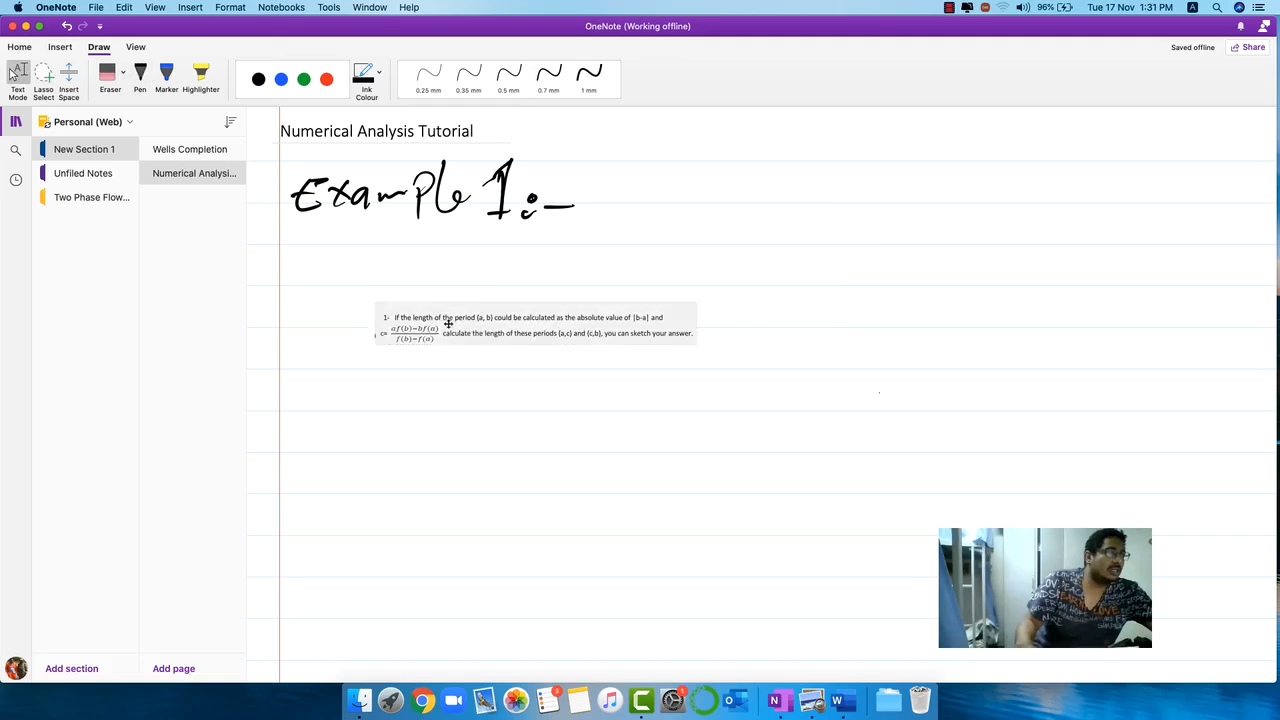 OneNote File Edit View Insert Format Notebooks Tools Window Help 96% Tue 17 Nov 1:31 PM
OneNote (Working offline)
Home Insert Draw View Saved offline Share
Text Mode Lasso Select Insert Space Eraser Pen Marker Highlighter Ink Colour
0.25 mm 0.35 mm 0.5 mm 0.7 mm 1 mm
Personal (Web)
New Section 1
Unfiled Notes
Two Phase Flow...
Wells Completion
Numerical Analysi...
Numerical Analysis Tutorial
Example 1:-
1- If the length of the period (a, b) could be calculated as the absolute value of |b-a| and
c= af(b)−bf(a) / f(b)−f(a) calculate the length of these periods (a,c) and (c,b), you can sketch your answer.
Add section Add page